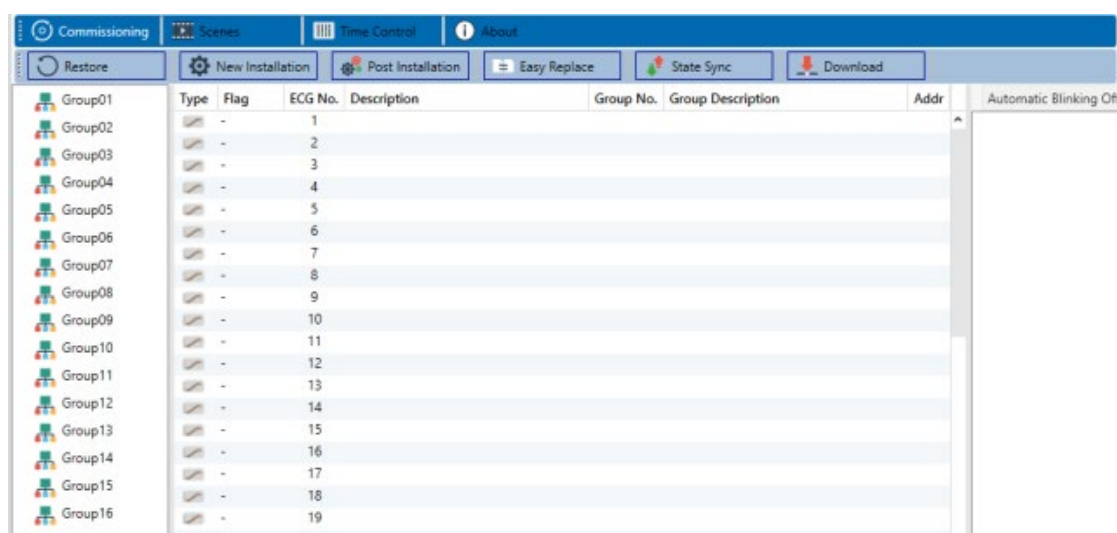 Commissioning Scenes Time Control About
Restore New Installation Post Installation Easy Replace State Sync Download
Type Flag ECG No. Description Group No. Group Description Addr Automatic Blinking
Group01
Group02
Group03
Group04
Group05
Group06
Group07
Group08
Group09
Group10
Group11
Group12
Group13
Group14
Group15
Group16
- 1
- 2
- 3
- 4
- 5
- 6
- 7
- 8
- 9
- 10
- 11
- 12
- 13
- 14
- 15
- 16
- 17
- 18
- 19